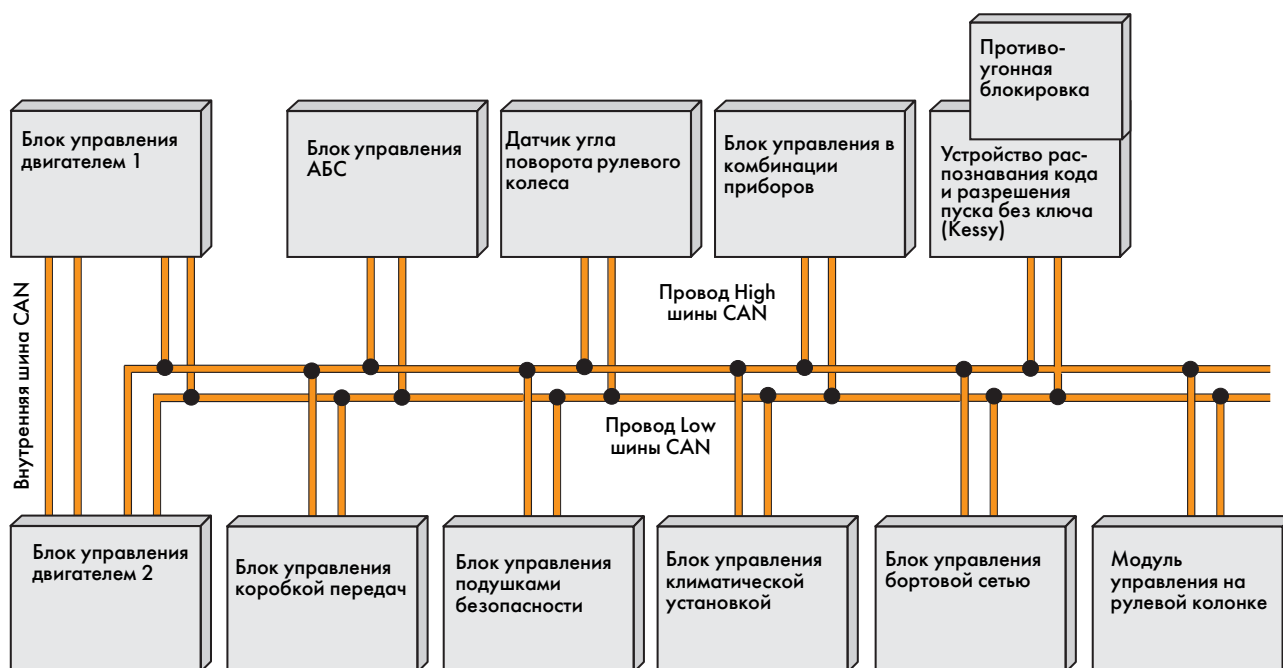 Противо-
угонная
блокировка
Блок управления
двигателем 1
Блок управления
АБС
Датчик угла
поворота рулевого
колеса
Блок управления в
комбинации
приборов
Устройство рас-
познавания кода
и разрешения
пуска без ключа
(Kessy)
Внутренняя шина CAN
Провод High
шины CAN
Провод Low
шины CAN
Блок управления
двигателем 2
Блок управления
коробкой передач
Блок управления
подушками
безопасности
Блок управления
климатической
установкой
Блок управления
бортовой сетью
Модуль
управления на
рулевой колонке